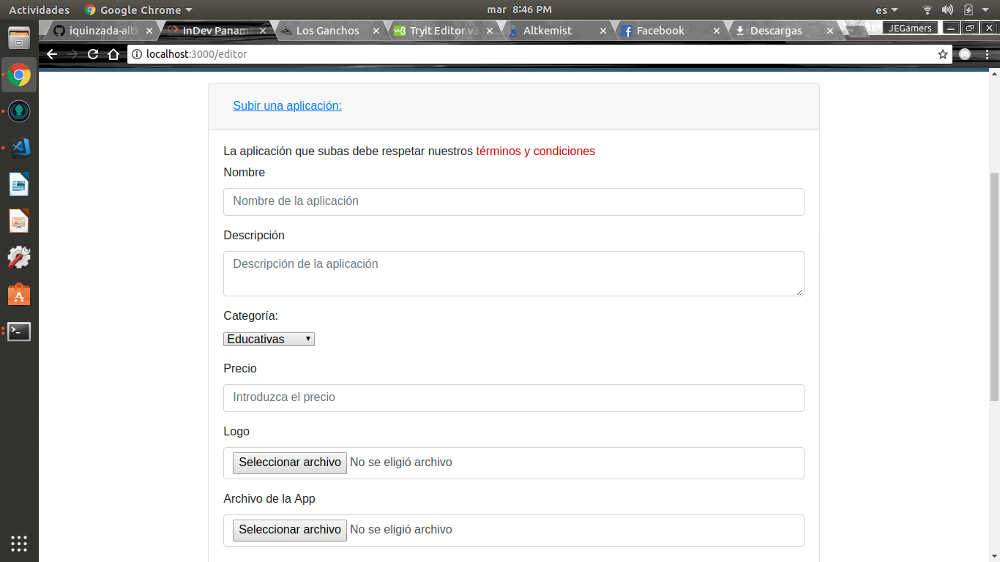 Actividades Google Chrome mar 8:46 PM es
iquinzada-altk InDev Panam Los Ganchos Tryit Editor v3 Altkemist Facebook Descargas JEGamers
localhost:3000/editor
Subir una aplicación:
La aplicación que subas debe respetar nuestros términos y condiciones
Nombre
Nombre de la aplicación
Descripción
Descripción de la aplicación
Categoría:
Educativas
Precio
Introduzca el precio
Logo
Seleccionar archivo No se eligió archivo
Archivo de la App
Seleccionar archivo No se eligió archivo